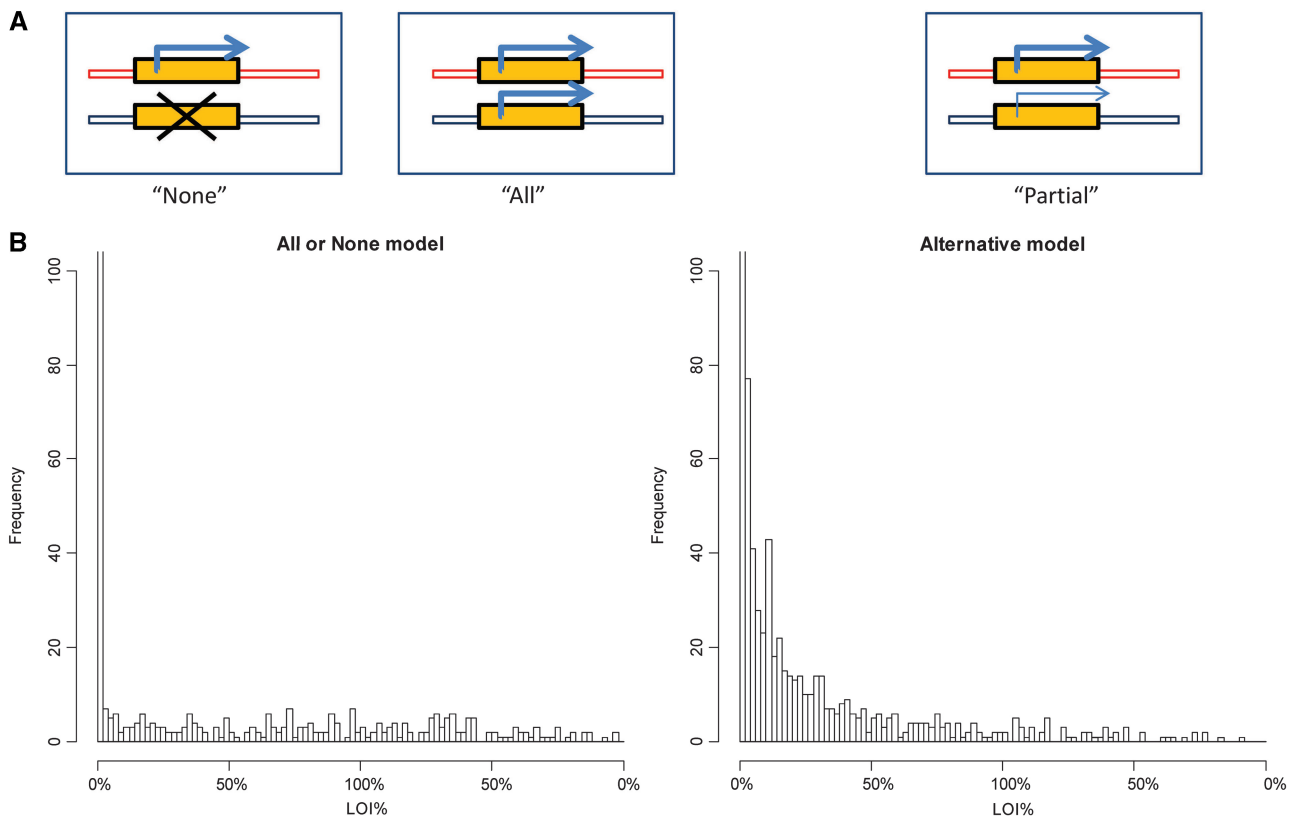 A
“None”
“All”
“Partial”
B
All or None model
Frequency
100
80
60
40
20
0
0%
50%
100%
50%
0%
LOI%
Alternative model
Frequency
100
80
60
40
20
0
0%
50%
100%
50%
0%
LOI%